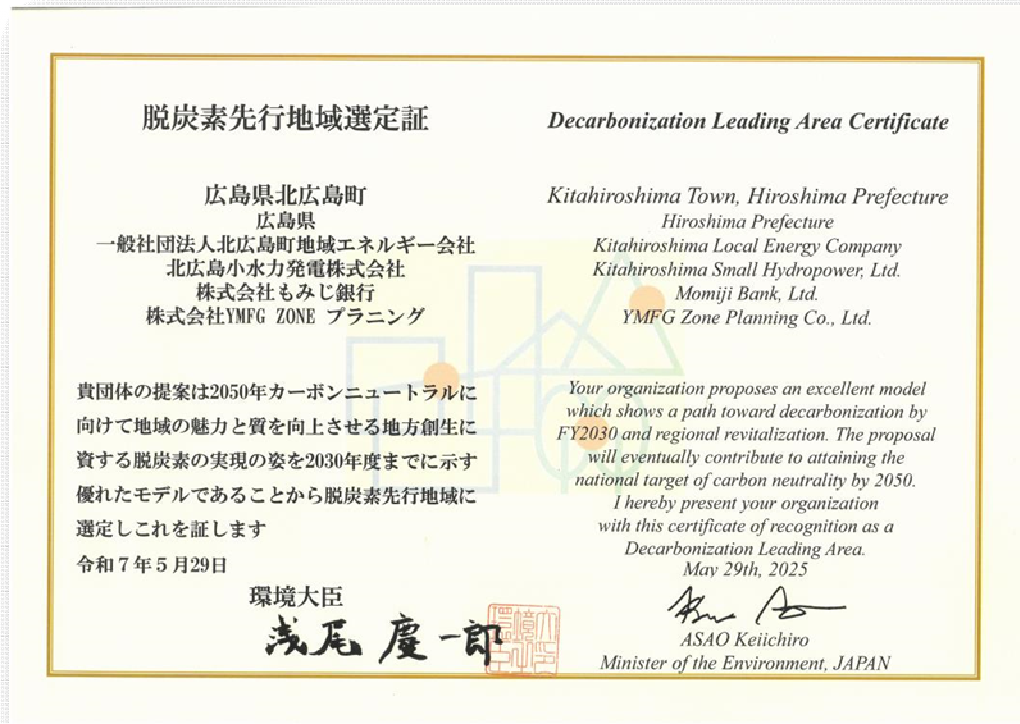 脱炭素先行地域選定証
広島県北広島町
広島県
一般社団法人北広島町地域エネルギー会社
北広島小水力発電株式会社
株式会社もみじ銀行
株式会社YMFG ZONE プラニング
貴団体の提案は2050年カーボンニュートラルに
向けて地域の魅力と質を向上させる地方創生に
資する脱炭素の実現の姿を2030年度までに示す
優れたモデルであることから脱炭素先行地域に
選定しこれを証します
令和7年5月29日
環境大臣
浅尾慶一郎
Decarbonization Leading Area Certificate
Kitahiroshima Town, Hiroshima Prefecture
Hiroshima Prefecture
Kitahiroshima Local Energy Company
Kitahiroshima Small Hydropower, Ltd.
Momiji Bank, Ltd.
YMFG Zone Planning Co., Ltd.
Your organization proposes an excellent model
which shows a path toward decarbonization by
FY2030 and regional revitalization. The proposal
will eventually contribute to attaining the
national target of carbon neutrality by 2050.
I hereby present your organization
with this certificate of recognition as a
Decarbonization Leading Area.
May 29th, 2025
ASAO Keiichiro
Minister of the Environment, JAPAN